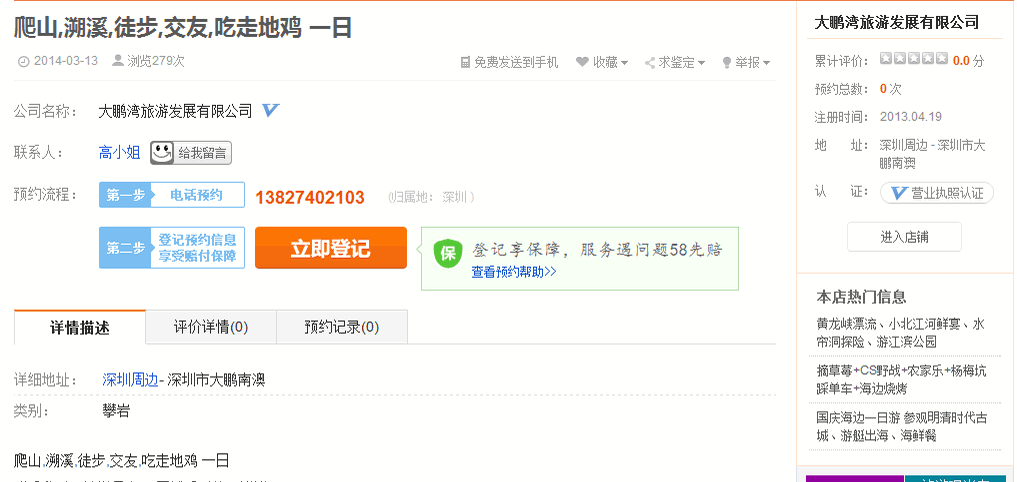 爬山,溯溪,徒步,交友,吃走地鸡 一日
2014-03-13 浏览279次 免费发送到手机 收藏 求鉴定 举报
公司名称： 大鹏湾旅游发展有限公司
联系人： 高小姐 给我留言
预约流程： 第一步 电话预约 13827402103 (归属地： 深圳 )
第二步 登记预约信息
享受赔付保障
立即登记
保 登记享保障，服务遇问题58先赔
查看预约帮助>>
详情描述 评价详情(0) 预约记录(0)
详细地址： 深圳周边- 深圳市大鹏南澳
类别： 攀岩
爬山,溯溪,徒步,交友,吃走地鸡 一日
大鹏湾旅游发展有限公司
累计评价： 0.0 分
预约总数： 0 次
注册时间： 2013.04.19
地 址： 深圳周边 - 深圳市大
鹏南澳
认 证： 营业执照认证
进入店铺
本店热门信息
黄龙峡漂流、小北江河鲜宴、水
帘洞探险、游江滨公园
摘草莓+CS野战+农家乐+杨梅坑
踩单车+海边烧烤
国庆海边一日游 参观明清时代古
城、游艇出海、海鲜餐